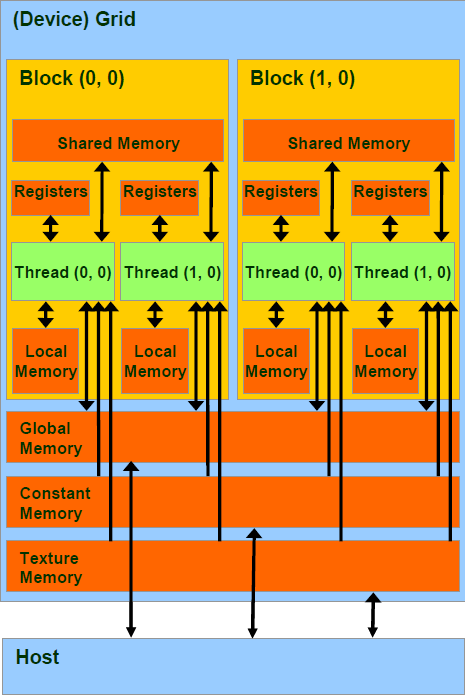 (Device) Grid
Block (0, 0)
Block (1, 0)
Shared Memory
Shared Memory
Registers
Registers
Registers
Registers
Thread (0, 0)
Thread (1, 0)
Thread (0, 0)
Thread (1, 0)
Local
Memory
Local
Memory
Local
Memory
Local
Memory
Global
Memory
Constant
Memory
Texture
Memory
Host